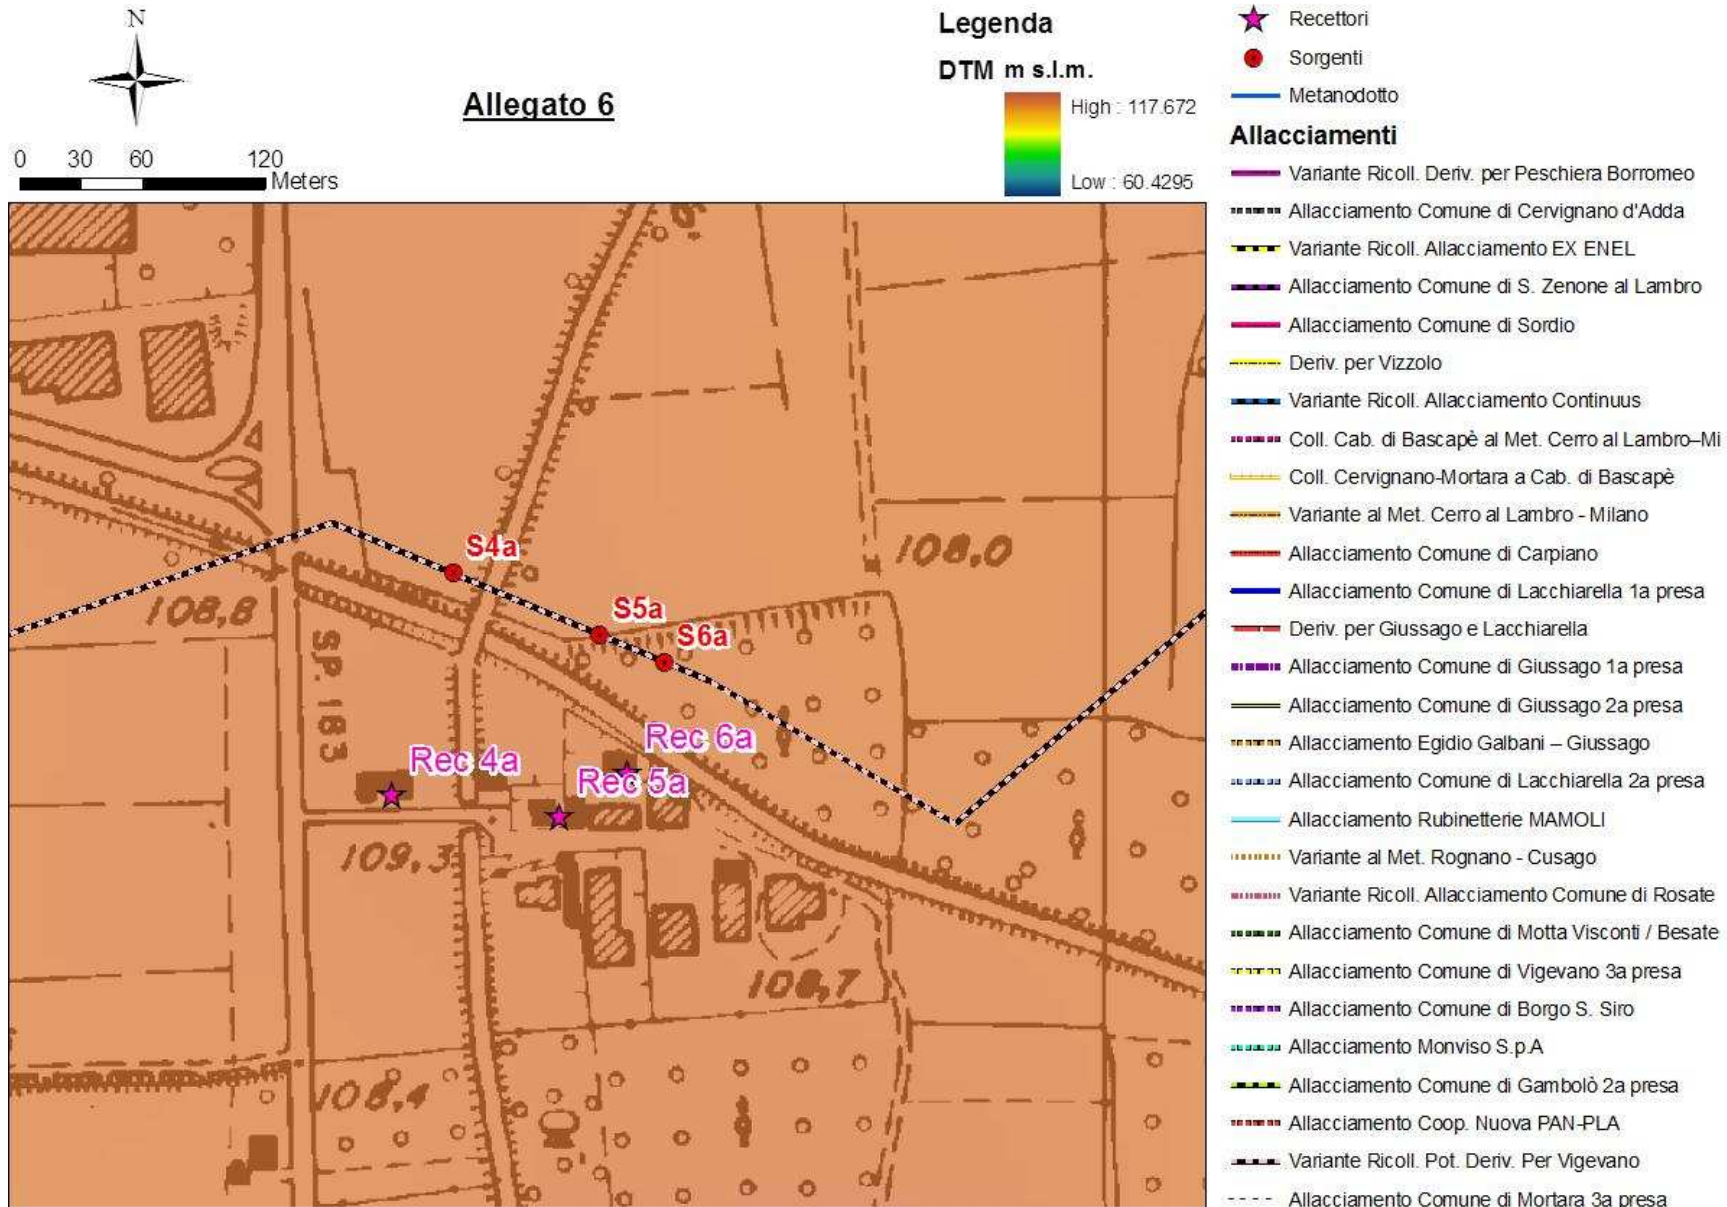 N
Allegato 6
0 30 60 120
Meters
Legenda
DTM m s.l.m.
High : 117.672
Low : 60.4295
Recettori
Sorgenti
Metanodotto
Allacciamenti
Variante Ricoll. Deriv. per Peschiera Borromeo
Allacciamento Comune di Cervignano d'Adda
Variante Ricoll. Allacciamento EX ENEL
Allacciamento Comune di S. Zenone al Lambro
Allacciamento Comune di Sordio
Deriv. per Vizzolo
Variante Ricoll. Allacciamento Continuus
Coll. Cab. di Bascapè al Met. Cerro al Lambro–Mi
Coll. Cervignano-Mortara a Cab. di Bascapè
Variante al Met. Cerro al Lambro - Milano
Allacciamento Comune di Carpiano
Allacciamento Comune di Lacchiarella 1a presa
Deriv. per Giussago e Lacchiarella
Allacciamento Comune di Giussago 1a presa
Allacciamento Comune di Giussago 2a presa
Allacciamento Egidio Galbani – Giussago
Allacciamento Comune di Lacchiarella 2a presa
Allacciamento Rubinetterie MAMOLI
Variante al Met. Rognano - Cusago
Variante Ricoll. Allacciamento Comune di Rosate
Allacciamento Comune di Motta Visconti / Besate
Allacciamento Comune di Vigevano 3a presa
Allacciamento Comune di Borgo S. Siro
Allacciamento Monviso S.p.A
Allacciamento Comune di Gambolò 2a presa
Allacciamento Coop. Nuova PAN-PLA
Variante Ricoll. Pot. Deriv. Per Vigevano
Allacciamento Comune di Mortara 3a presa
S4a
108,0
108,8
S5a
S6a
S.P. 183
Rec 6a
Rec 4a
Rec 5a
109,3
108,7
108,4